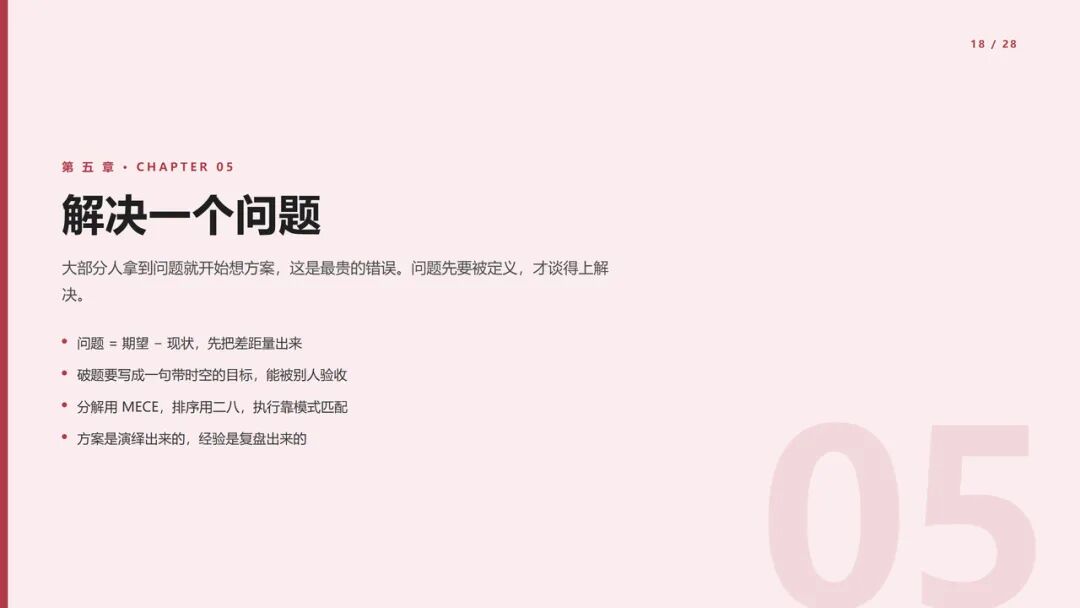 18 / 28
第 五 章 · CHAPTER 05
解决一个问题
大部分人拿到问题就开始想方案，这是最贵的错误。问题先要被定义，才谈得上解
决。
• 问题 = 期望 − 现状，先把差距量出来
• 破题要写成一句带时空的目标，能被别人验收
• 分解用 MECE，排序用二八，执行靠模式匹配
• 方案是演绎出来的，经验是复盘出来的
05